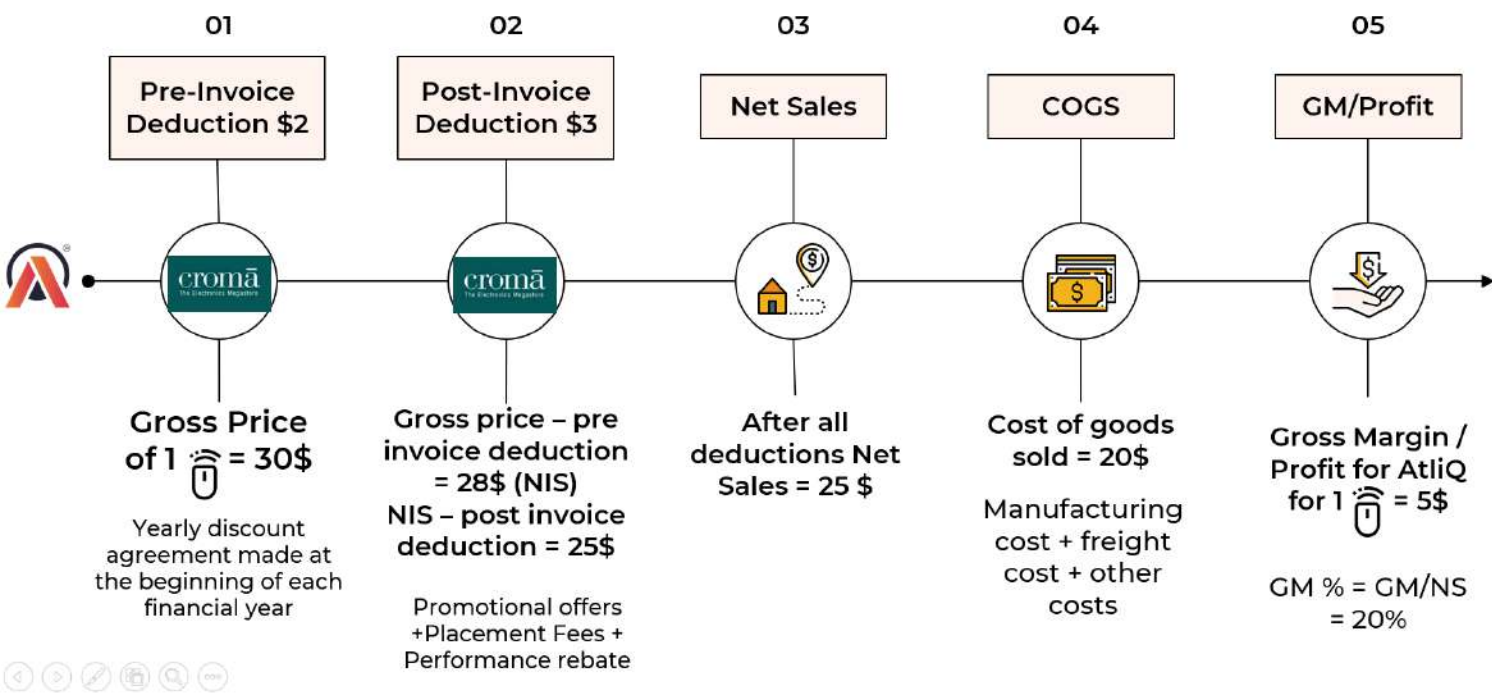 01
Pre-Invoice
Deduction $2
cromā
The Electronics Megastore
Gross Price
of 1 = 30$
Yearly discount
agreement made at
the beginning of each
financial year
02
Post-Invoice
Deduction $3
cromā
The Electronics Megastore
Gross price – pre
invoice deduction
= 28$ (NIS)
NIS – post invoice
deduction = 25$
Promotional offers
+Placement Fees +
Performance rebate
03
Net Sales
$
After all
deductions Net
Sales = 25 $
04
COGS
$
Cost of goods
sold = 20$
Manufacturing
cost + freight
cost + other
costs
05
GM/Profit
$
Gross Margin /
Profit for AtliQ
for 1 = 5$
GM % = GM/NS
= 20%
®